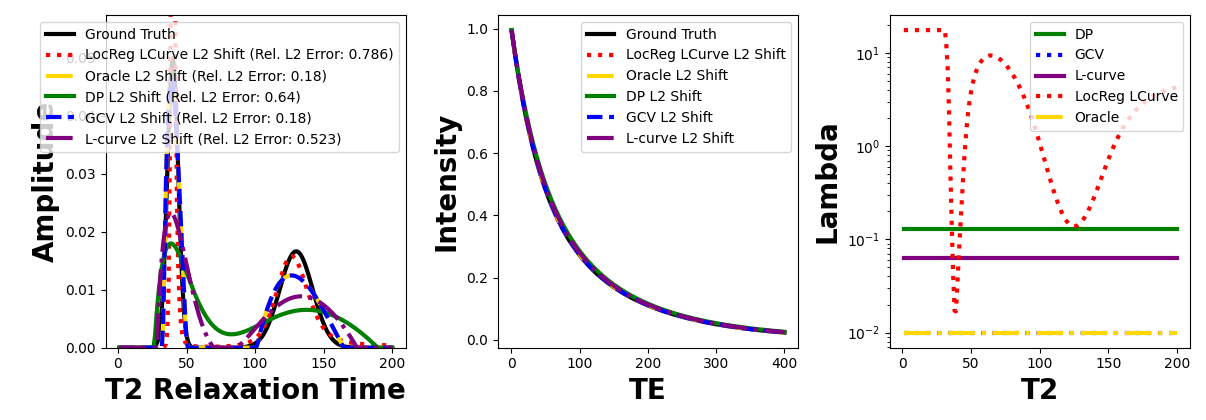 Ground Truth
LocReg LCurve L2 Shift (Rel. L2 Error: 0.786)
Oracle L2 Shift (Rel. L2 Error: 0.18)
DP L2 Shift (Rel. L2 Error: 0.64)
GCV L2 Shift (Rel. L2 Error: 0.18)
L-curve L2 Shift (Rel. L2 Error: 0.523)
Amplitude
0.05
0.04
0.03
0.02
0.01
0.00
0
50
100
150
200
T2 Relaxation Time
Ground Truth
LocReg LCurve L2 Shift
Oracle L2 Shift
DP L2 Shift
GCV L2 Shift
L-curve L2 Shift
Intensity
1.0
0.8
0.6
0.4
0.2
0.0
0
100
200
300
400
TE
DP
GCV
L-curve
LocReg LCurve
Oracle
Lambda
10¹
10⁰
10⁻¹
10⁻²
0
50
100
150
200
T2